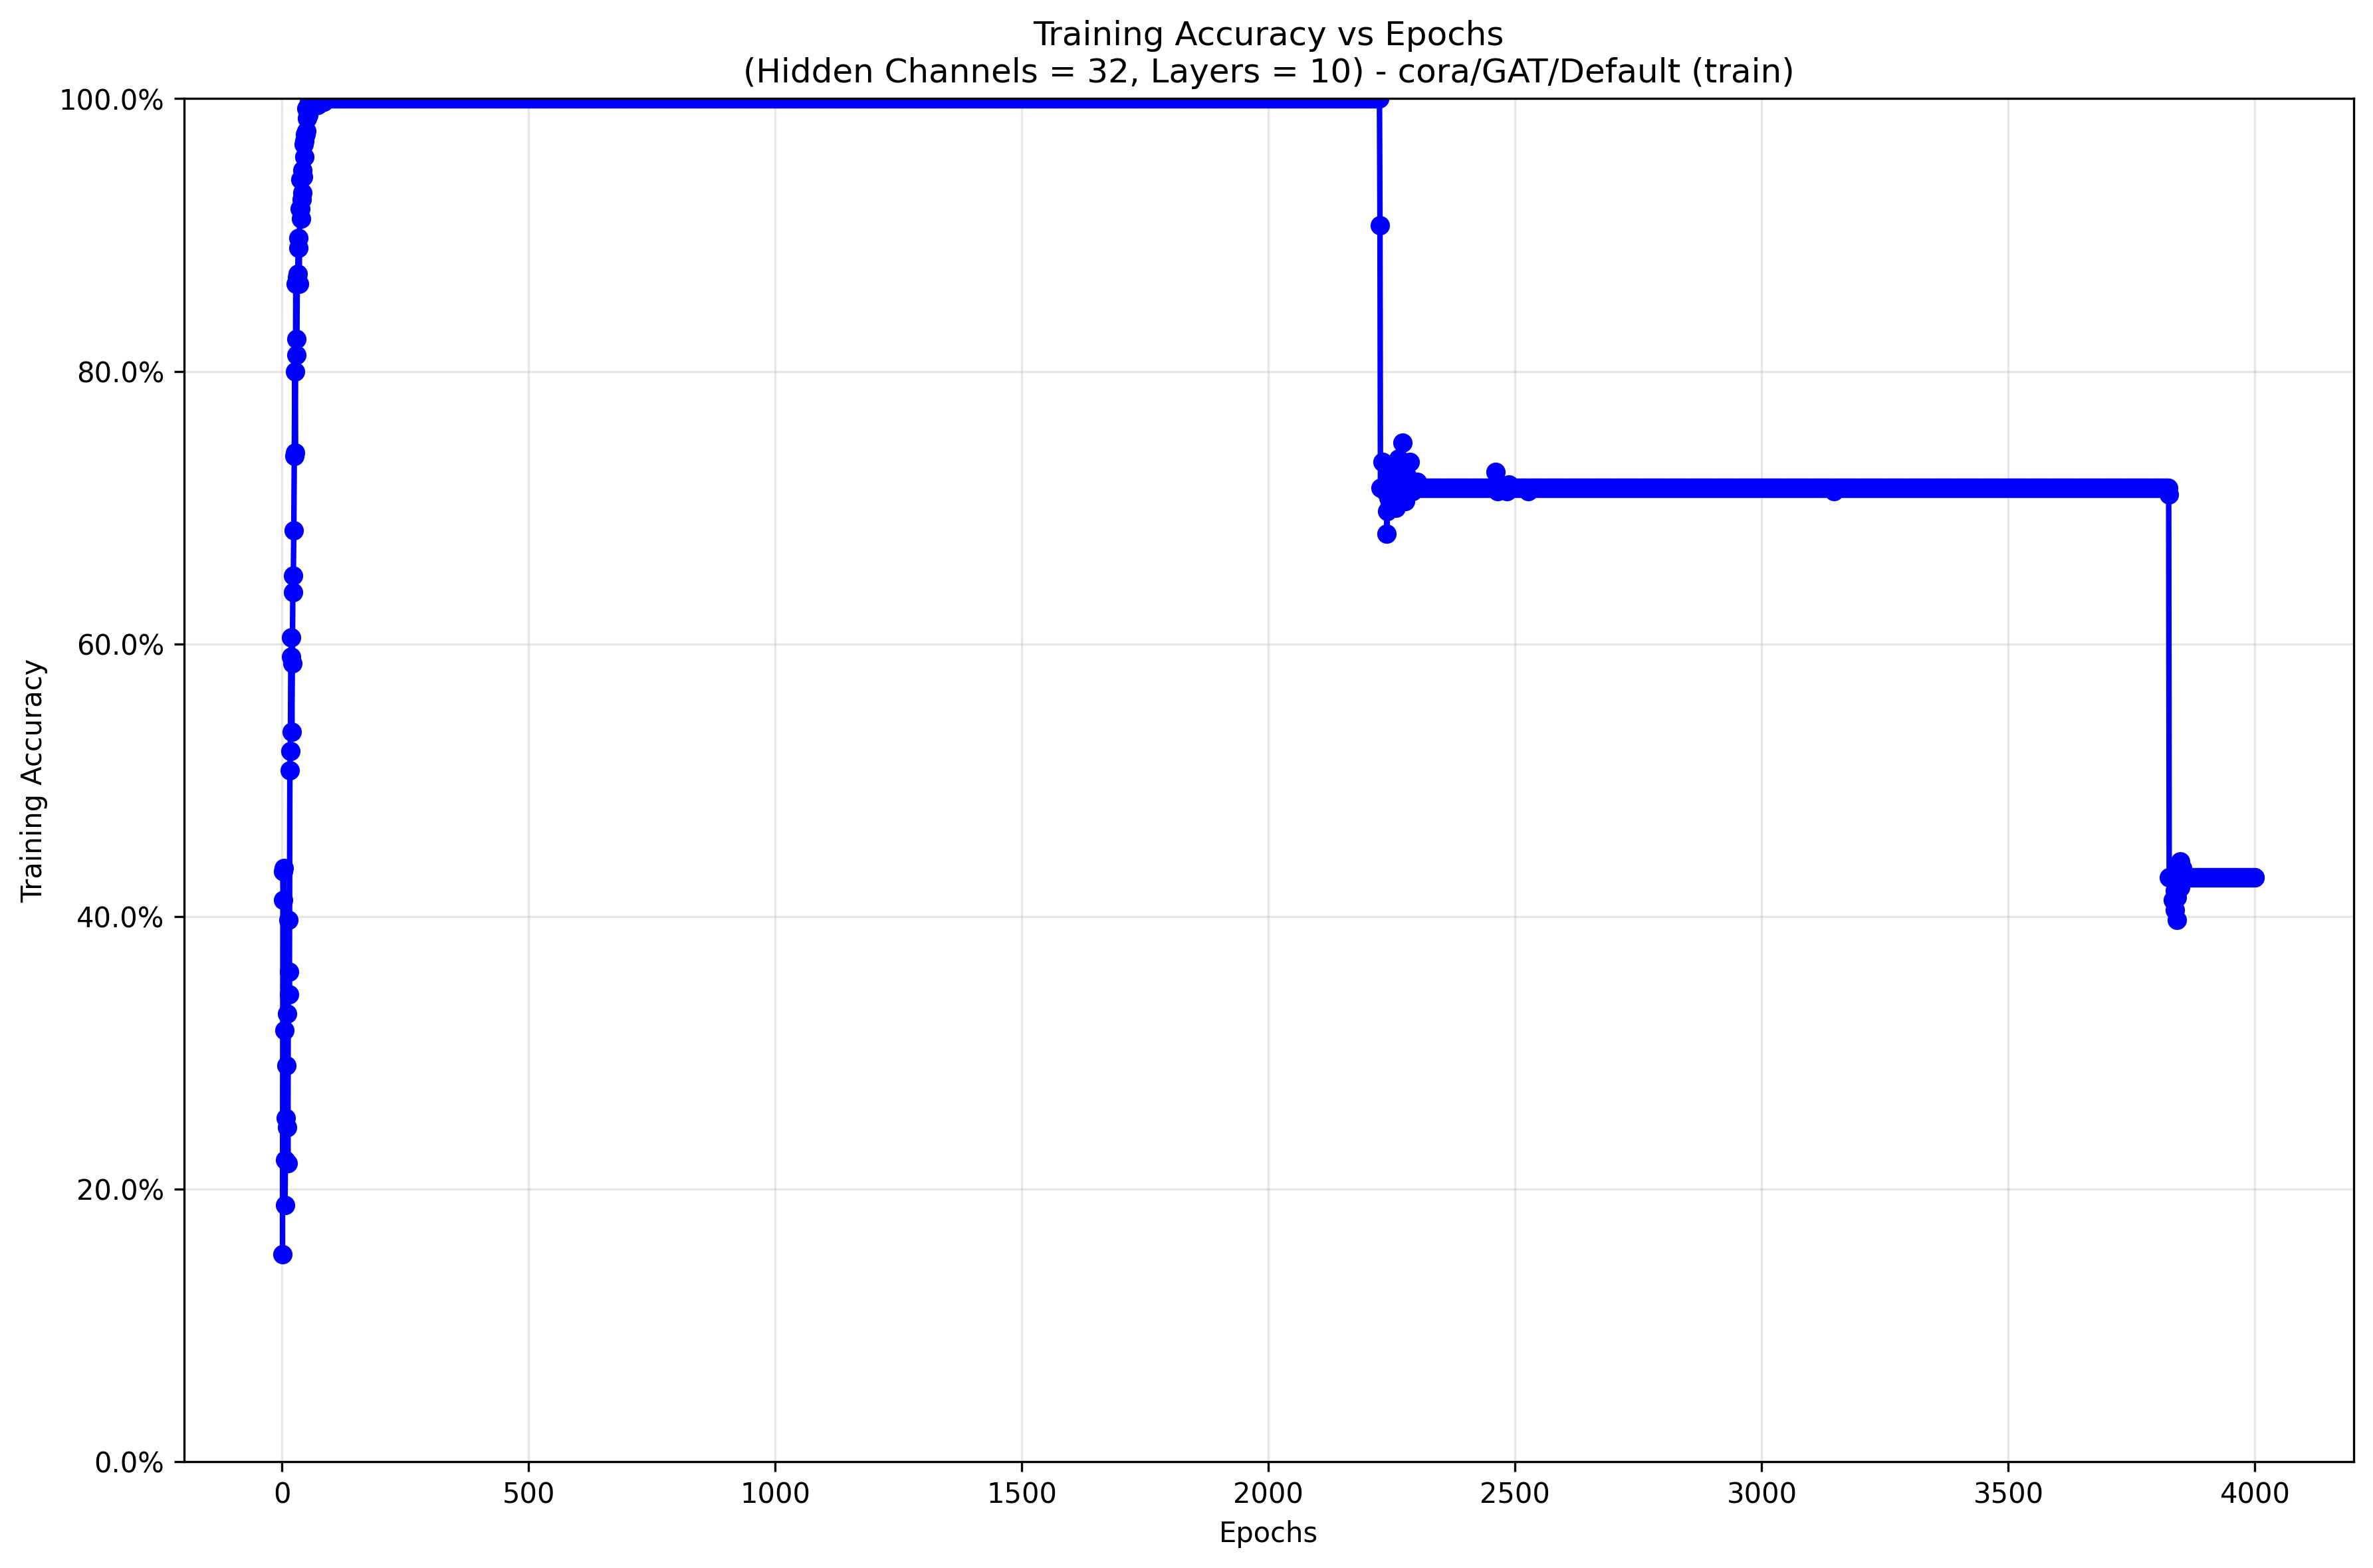 Training Accuracy vs Epochs
(Hidden Channels = 32, Layers = 10) - cora/GAT/Default (train)
100.0%
80.0%
60.0%
40.0%
20.0%
0.0%
Training Accuracy
0 500 1000 1500 2000 2500 3000 3500 4000
Epochs